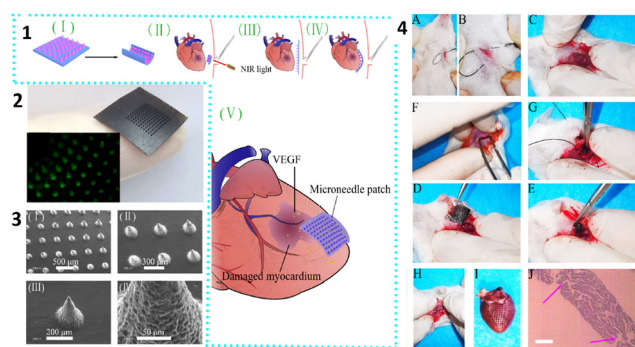 1
(I)
(II)
(III)
(IV)
NIR light
2
(V)
VEGF
Microneedle patch
Damaged myocardium
3
(I)
500 μm
(II)
300 μm
(III)
200 μm
(IV)
50 μm
4
A
B
C
F
G
D
E
H
I
J